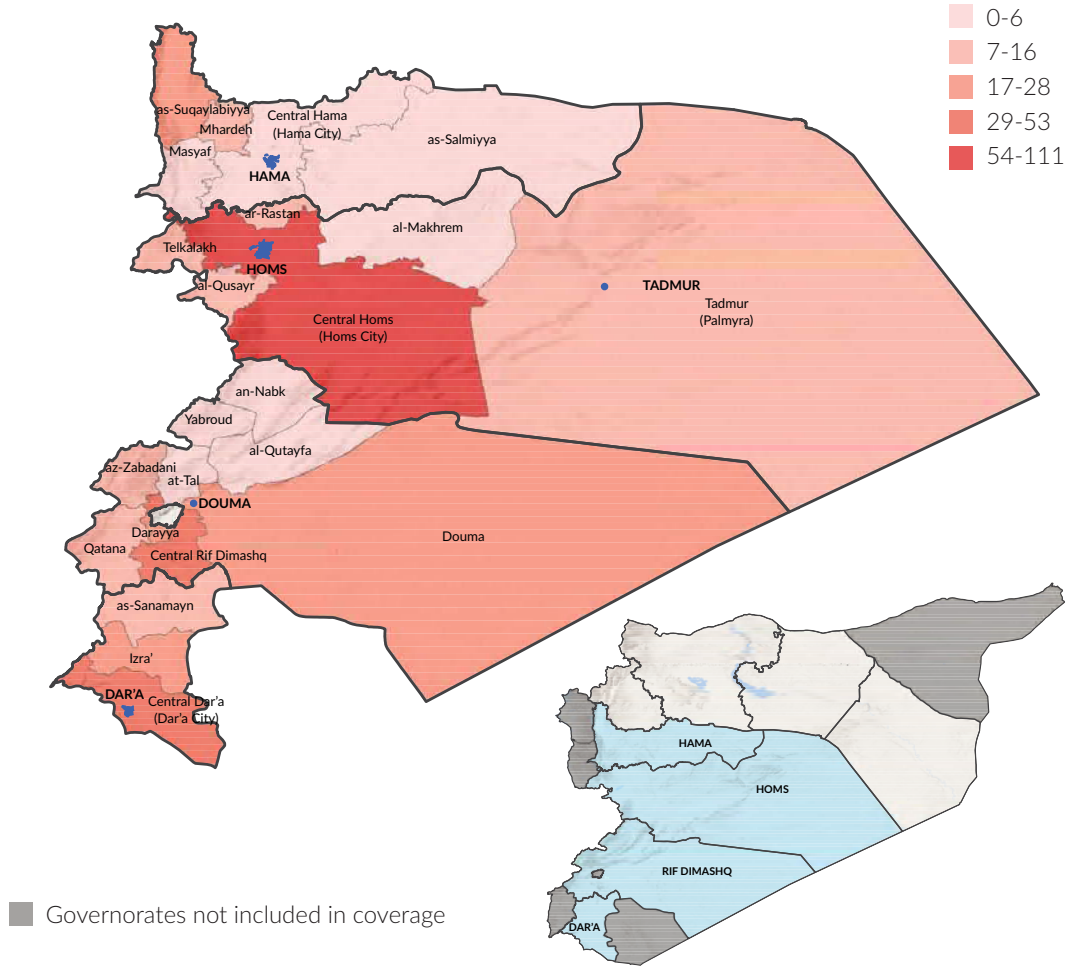 0-6
7-16
17-28
29-53
54-111
as-Suqaylabiyya
Mhardeh
Central Hama
(Hama City)
as-Salmiyya
Masyaf
HAMA
ar-Rastan
al-Makhrem
Telkalakh
HOMS
al-Qusayr
TADMUR
Tadmur
(Palmyra)
Central Homs
(Homs City)
an-Nabk
Yabroud
al-Qutayfa
az-Zabadani
at-Tal
DOUMA
Darayya
Douma
Qatana
Central Rif Dimashq
as-Sanamayn
Izra'
DAR'A
Central Dar'a
(Dar'a City)
HAMA
HOMS
RIF DIMASHQ
DAR'A
Governorates not included in coverage